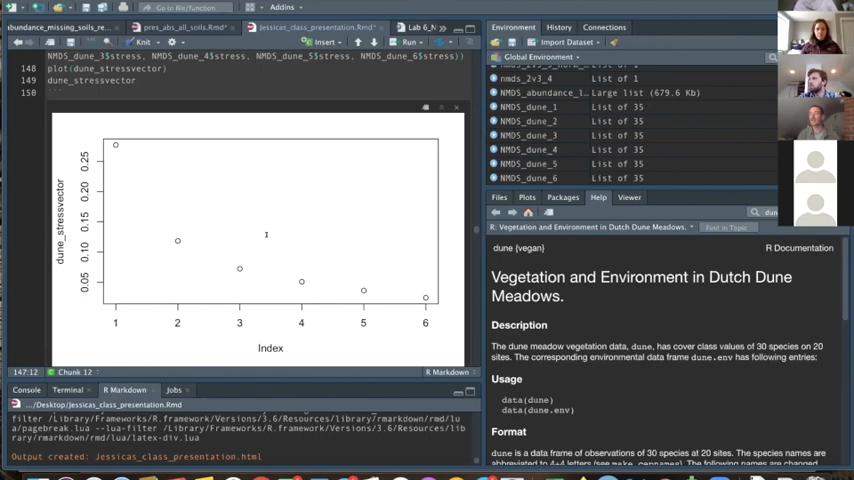 Go to file/function
Addins
abundance_missing_soils_re...
pres_abs_all_soils.Rmd*
Jessicas_class_presentation.Rmd*
Lab 6_N
Knit
Insert
Run
NMDS_dune_3$stress, NMDS_dune_4$stress, NMDS_dune_5$stress, NMDS_dune_6$stress))
148 plot(dune_stressvector)
149 dune_stressvector
150 ```
dune_stressvector
0.25
0.20
0.15
0.10
0.05
1 2 3 4 5 6
Index
147:12 Chunk 12 R Markdown
Console Terminal R Markdown Jobs
.../Desktop/Jessicas_class_presentation.Rmd
filter /Library/Frameworks/R.framework/Versions/3.6/Resources/library/rmarkdown/rmd/lu
a/pagebreak.lua --lua-filter /Library/Frameworks/R.framework/Versions/3.6/Resources/lib
rary/rmarkdown/rmd/lua/latex-div.lua
Output created: Jessicas_class_presentation.html
Environment History Connections
Import Dataset
Global Environment
List of 1
nmds_2v3_4 List of 1
NMDS_abundance_l... Large list (679.6 Kb)
NMDS_dune_1 List of 35
NMDS_dune_2 List of 35
NMDS_dune_3 List of 35
NMDS_dune_4 List of 35
NMDS_dune_5 List of 35
NMDS_dune_6 List of 35
Files Plots Packages Help Viewer
dun
R: Vegetation and Environment in Dutch Dune Meadows. Find in Topic
dune {vegan} R Documentation
Vegetation and Environment in Dutch Dune
Meadows.
Description
The dune meadow vegetation data, dune, has cover class values of 30 species on 20
sites. The corresponding environmental data frame dune.env has following entries:
Usage
data(dune)
data(dune.env)
Format
dune is a data frame of observations of 30 species at 20 sites. The species names are
abbreviated to 4+4 letters (see make.cepnames). The following names are changed